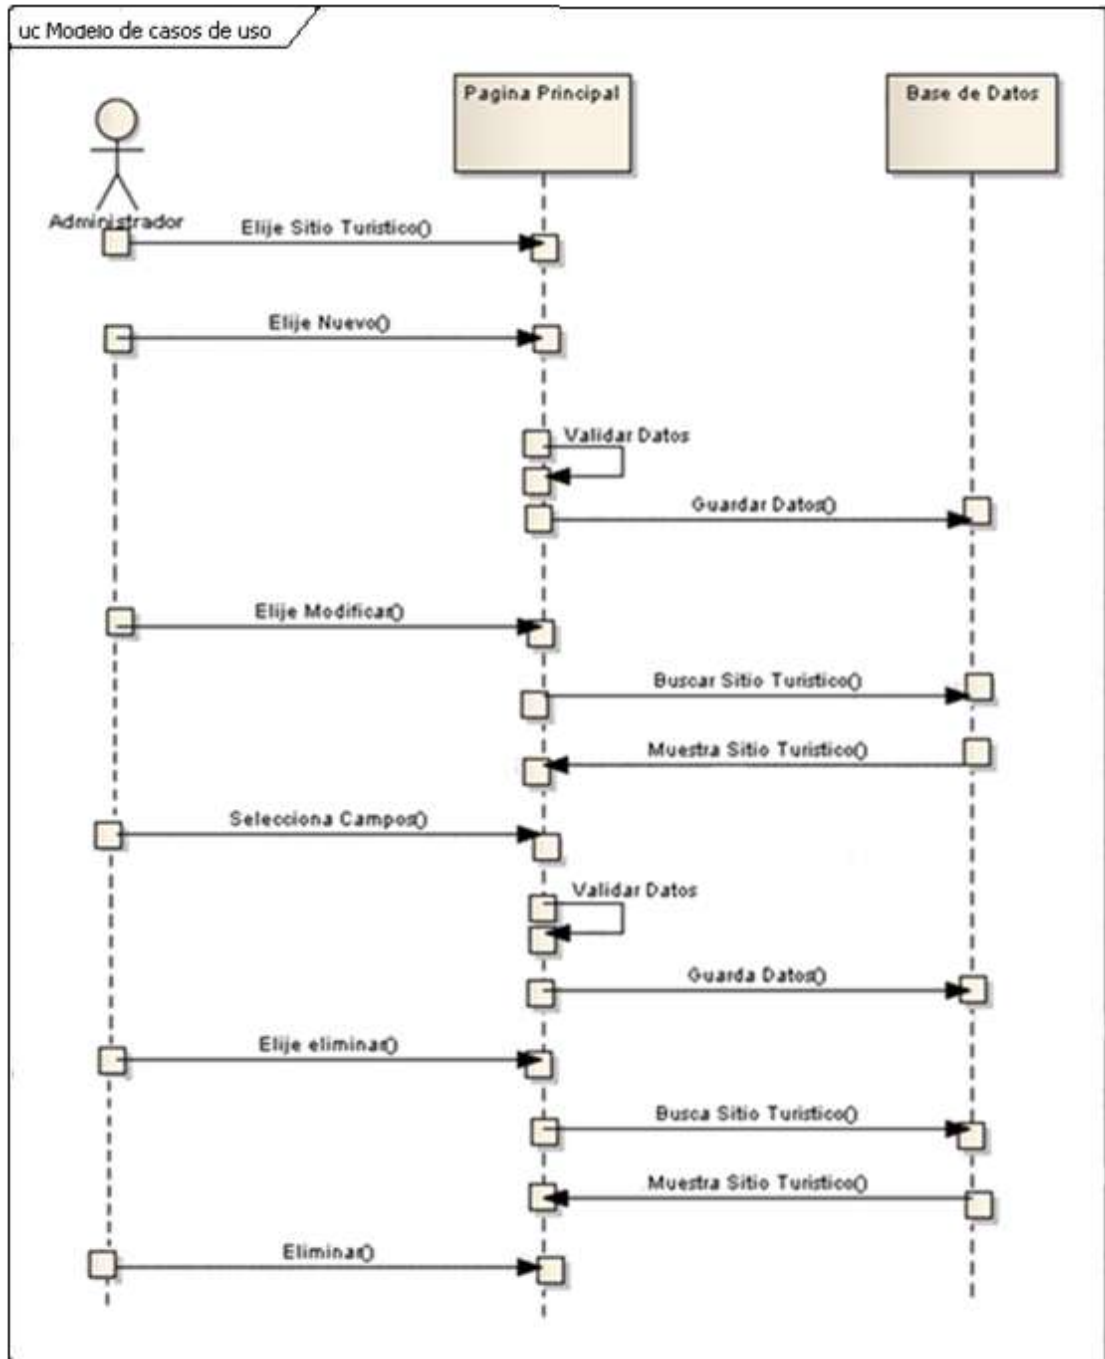 uc Modelo de casos de uso
Pagina Principal
Base de Datos
Administrador
Elije Sitio Turistico()
Elije Nuevo()
Validar Datos
Guardar Datos()
Elije Modificar()
Buscar Sitio Turistico()
Muestra Sitio Turistico()
Selecciona Campos()
Validar Datos
Guarda Datos()
Elije eliminar()
Busca Sitio Turistico()
Muestra Sitio Turistico()
Eliminar()